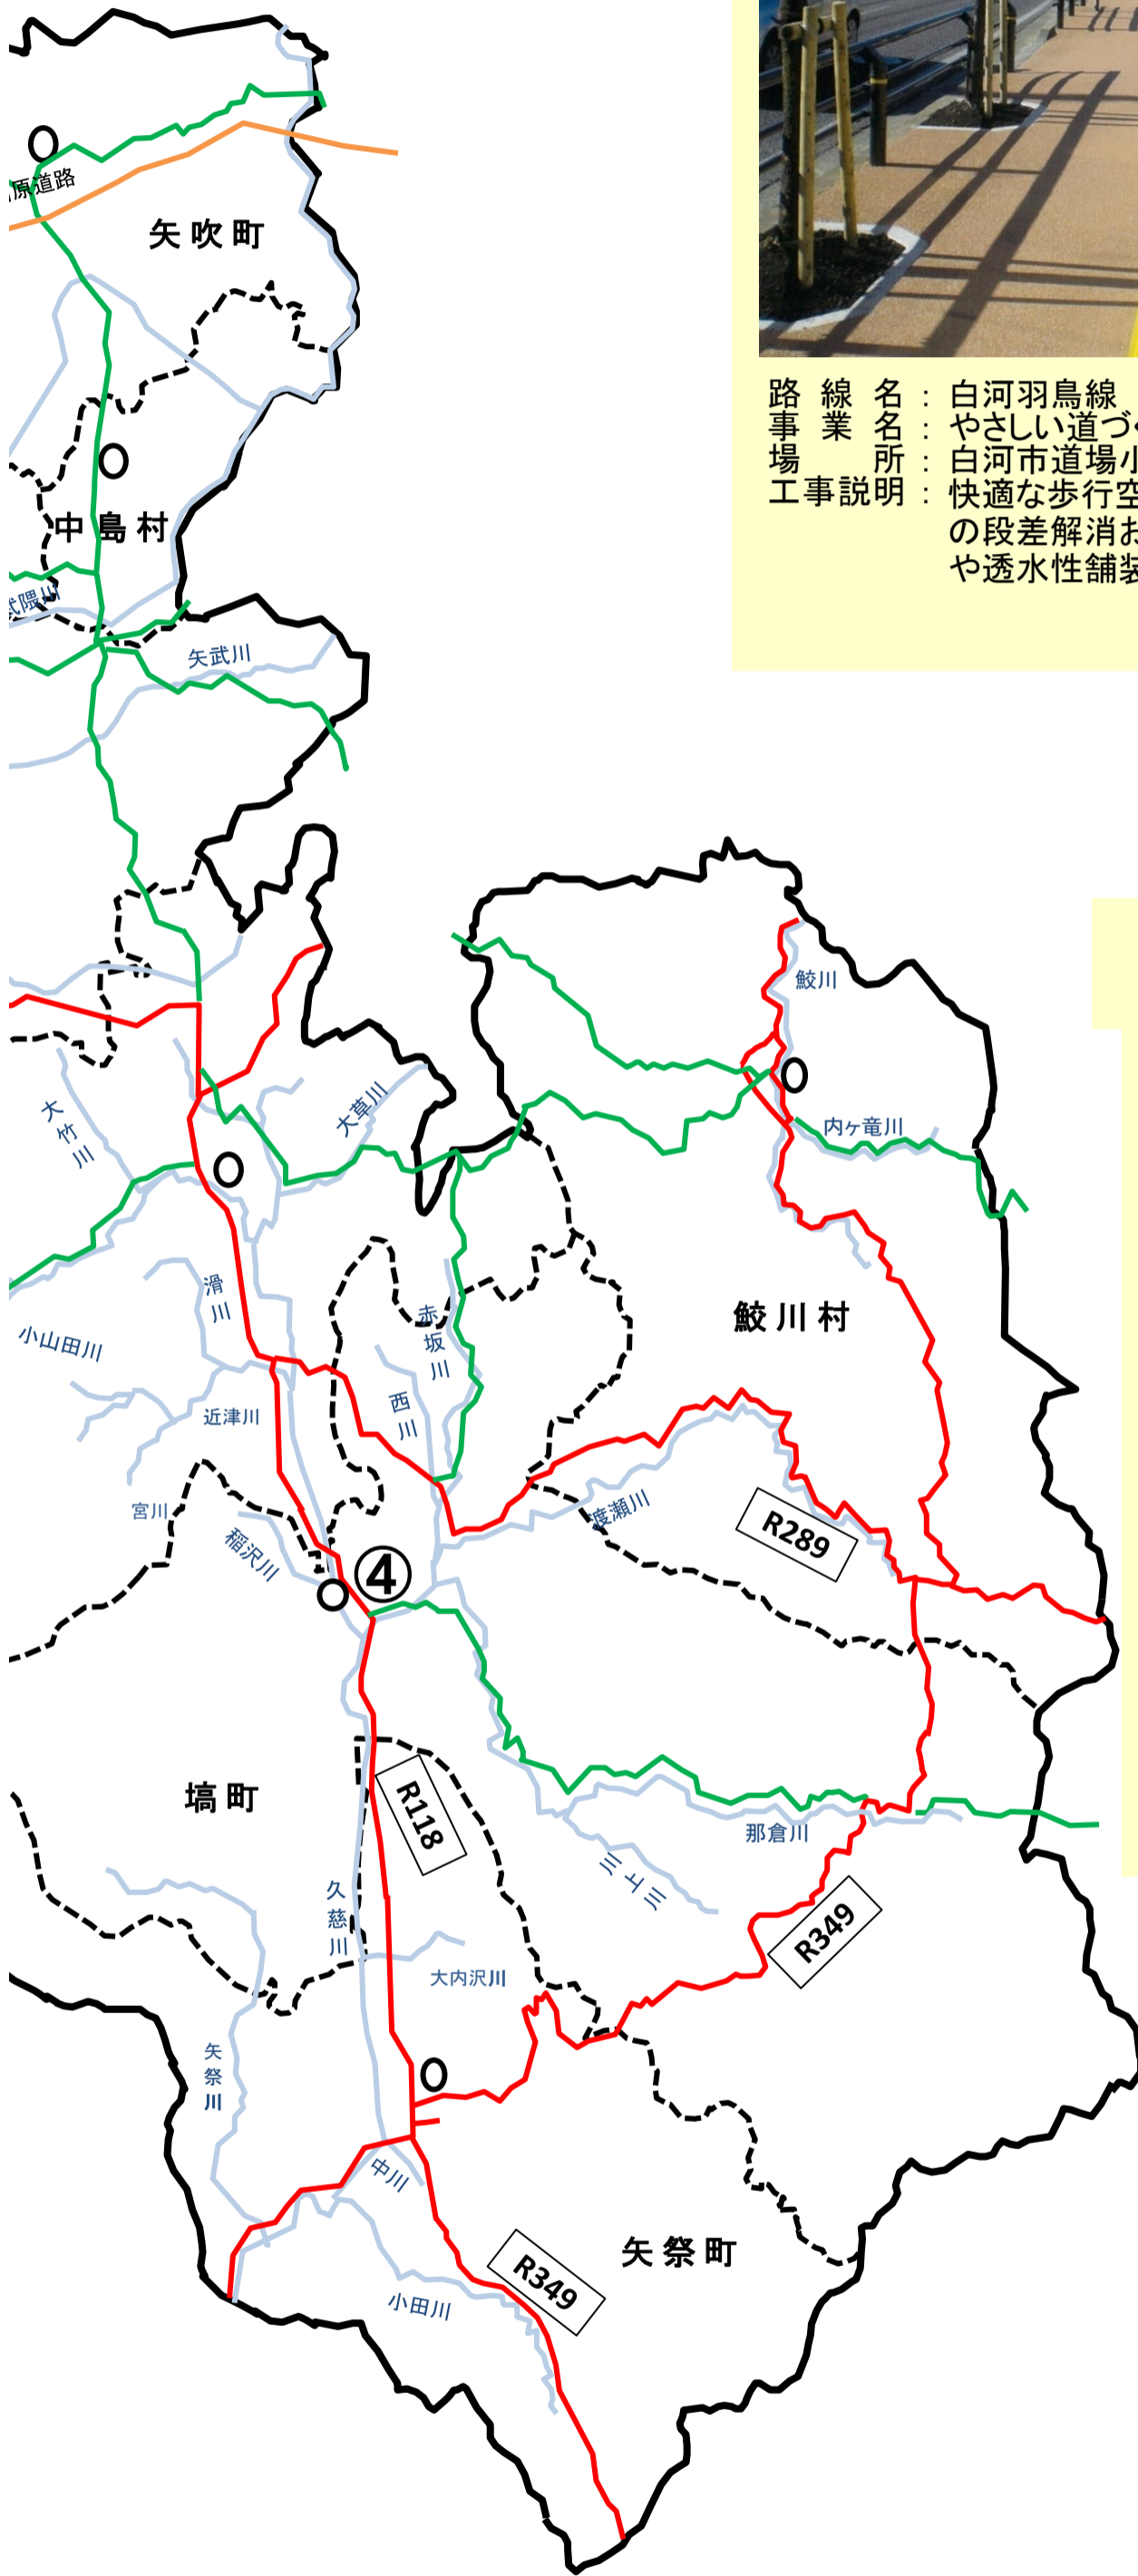 原道路
矢吹町
路線名：白河羽鳥線
事業名：やさしい道づ
場所：白河市道場小
工事説明：快適な歩行空
の段差解消お
や透水性舗装
中島村
隈川
矢武川
鮫川
大竹川
大草川
内ヶ竜川
滑川
小山田川
赤坂川
鮫川村
西川
近津川
宮川
稲沢川
渡瀬川
R289
④
塙町
R118
那倉川
三上川
久慈川
R349
大内沢川
矢祭川
中川
矢祭町
R349
小田川